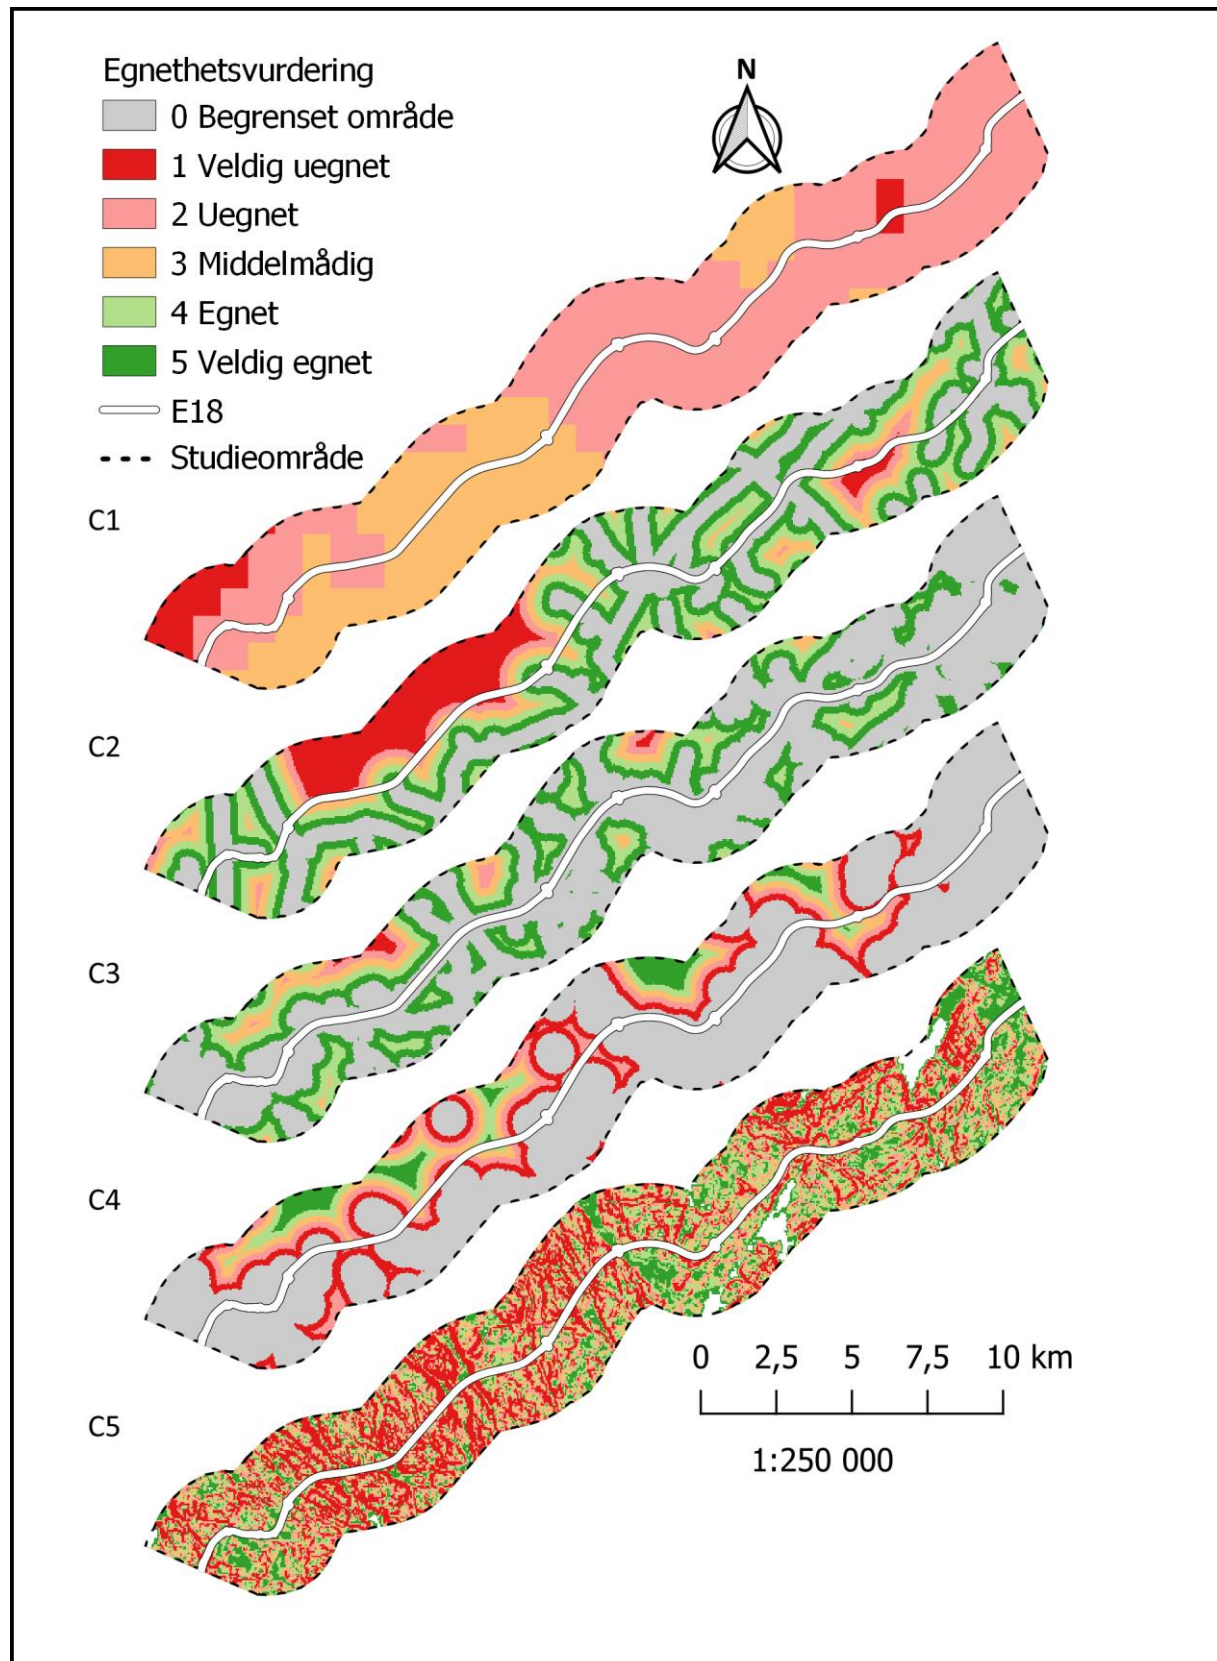 Egnethetsvurdering
0 Begrenset område
1 Veldig uegnet
2 Uegnet
3 Middelmådig
4 Egnet
5 Veldig egnet
E18
Studieområde
N
C1
C2
C3
C4
C5
0 2,5 5 7,5 10 km
1:250 000